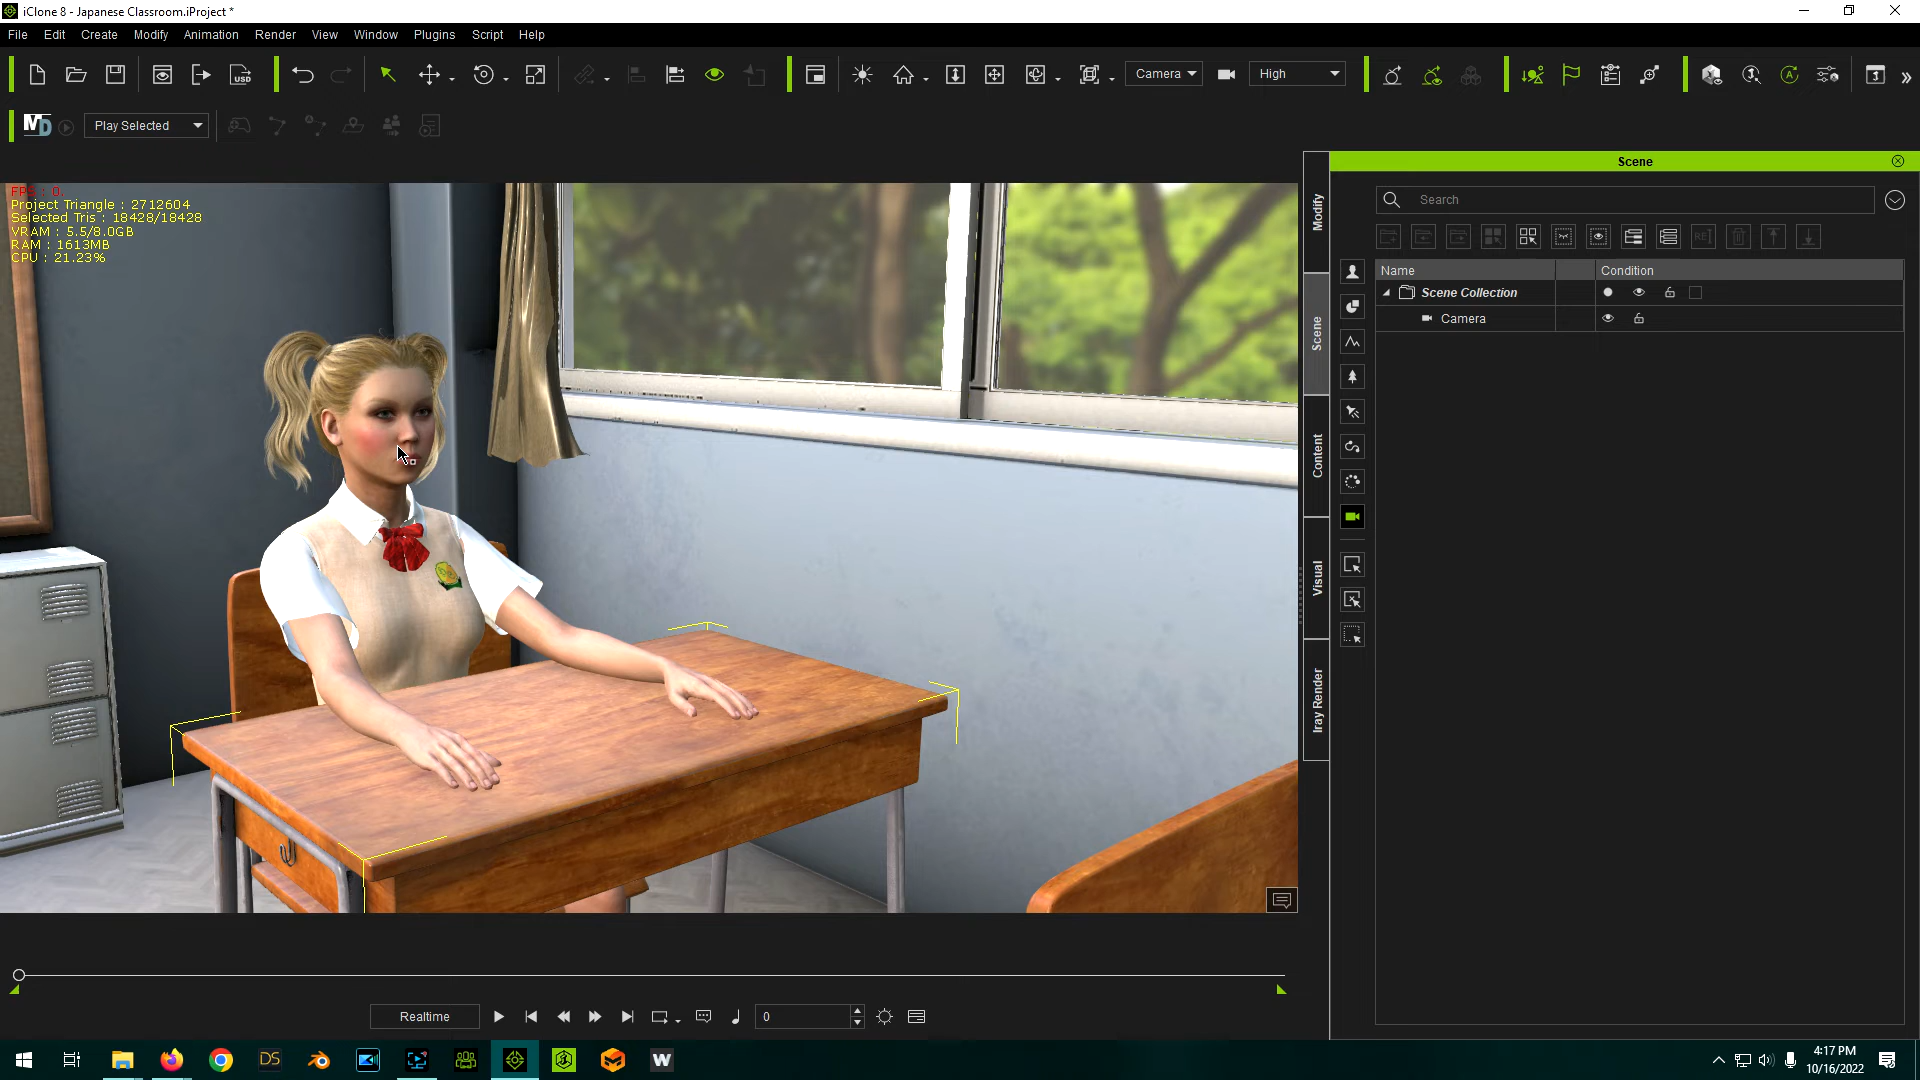 iClone 8 - Japanese Classroom.iProject *
File Edit Create Modify Animation Render View Window Plugins Script Help
Camera High
MD Play Selected
Scene
FPS : 0.
Project Triangle : 2712604
Selected Tris : 18428/18428
VRAM : 5.5/8.0GB
RAM : 1613MB
CPU : 21.23%
Modify
Scene
Content
Visual
Iray Render
Search
Name Condition
Scene Collection
Camera
Realtime 0
DS W
4:17 PM
10/16/2022